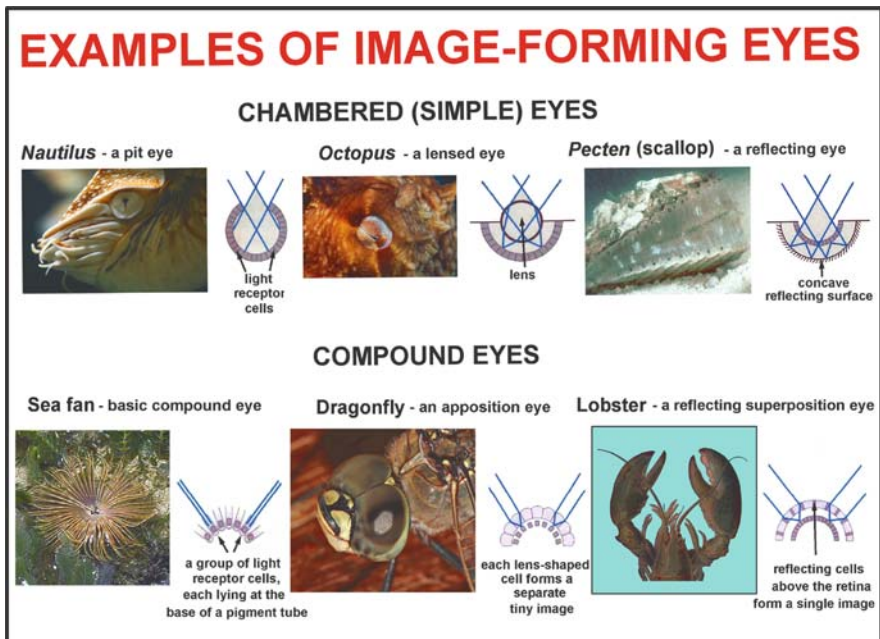 EXAMPLES OF IMAGE-FORMING EYES
CHAMBERED (SIMPLE) EYES
Nautilus - a pit eye
Octopus - a lensed eye
Pecten (scallop) - a reflecting eye
light
receptor
cells
lens
concave
reflecting surface
COMPOUND EYES
Sea fan - basic compound eye
Dragonfly - an apposition eye
Lobster - a reflecting superposition eye
a group of light
receptor cells,
each lying at the
base of a pigment tube
each lens-shaped
cell forms a
separate
tiny image
reflecting cells
above the retina
form a single image